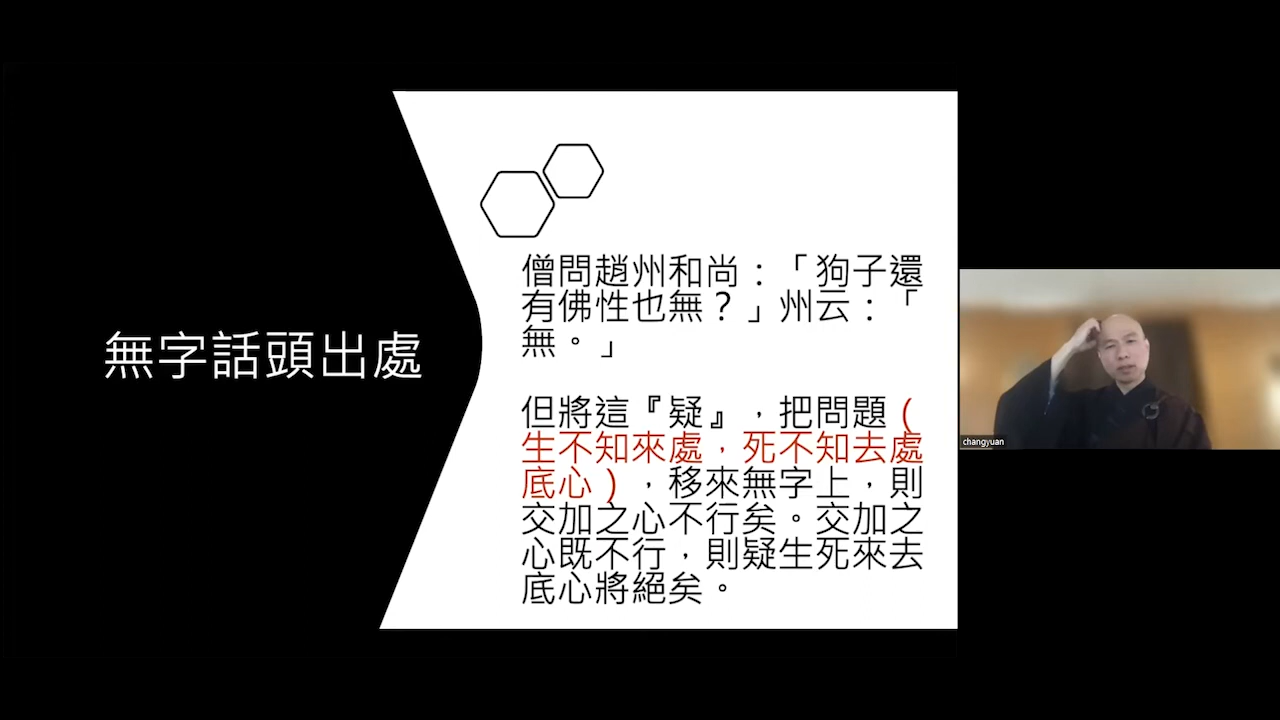 無字話頭出處
僧問趙州和尚：「狗子還
有佛性也無？」州云：「
無。」
但將這『疑』，把問題（
生不知來處，死不知去處
底心），移來無字上，則
交加之心不行矣。交加之
心既不行，則疑生死來去
底心將絕矣。
changyuan